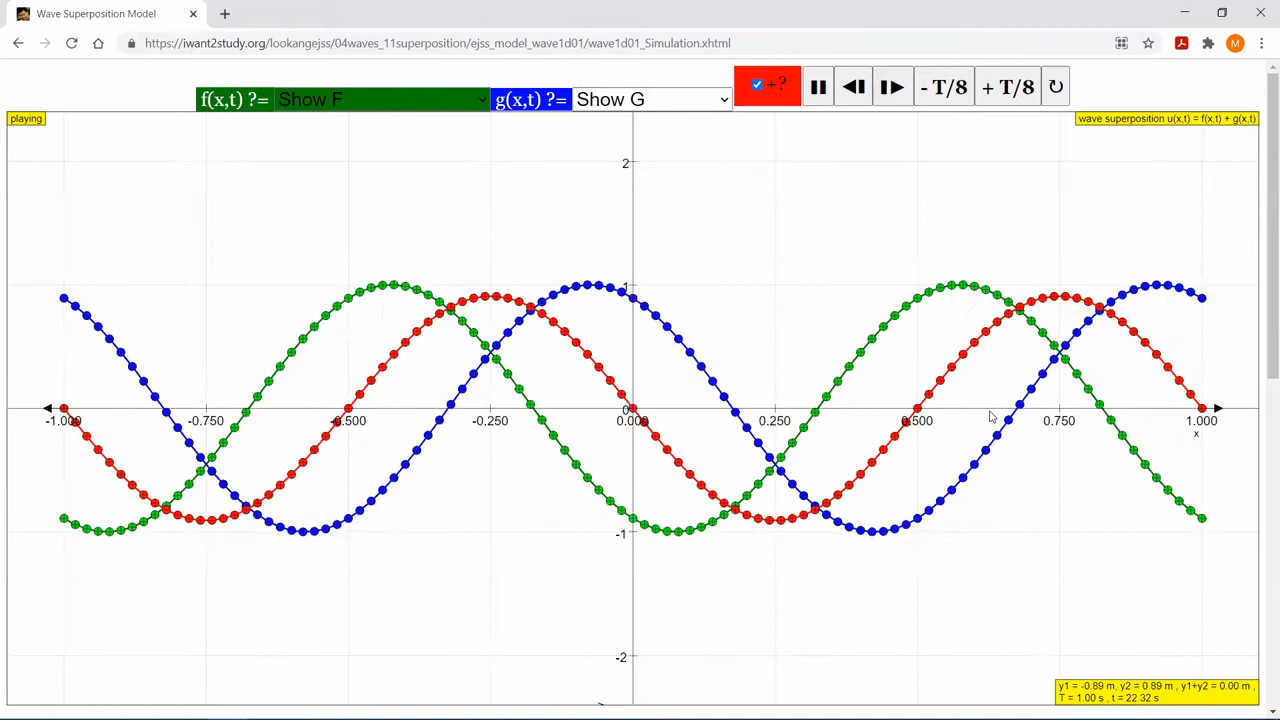 Wave Superposition Model
https://iwant2study.org/lookangejss/04waves_11superposition/ejss_model_wave1d01/wave1d01_Simulation.xhtml
M
f(x,t) ?= Show F g(x,t) ?= Show G +? - T/8 + T/8
playing
wave superposition u(x,t) = f(x,t) + g(x,t)
2
1
0
-1.000 -0.750 -0.500 -0.250 0.000 0.250 0.500 0.750 1.000
x
-1
-2
y1 = -0.89 m, y2 = 0.89 m , y1+y2 = 0.00 m ,
T = 1.00 s , t = 22.32 s